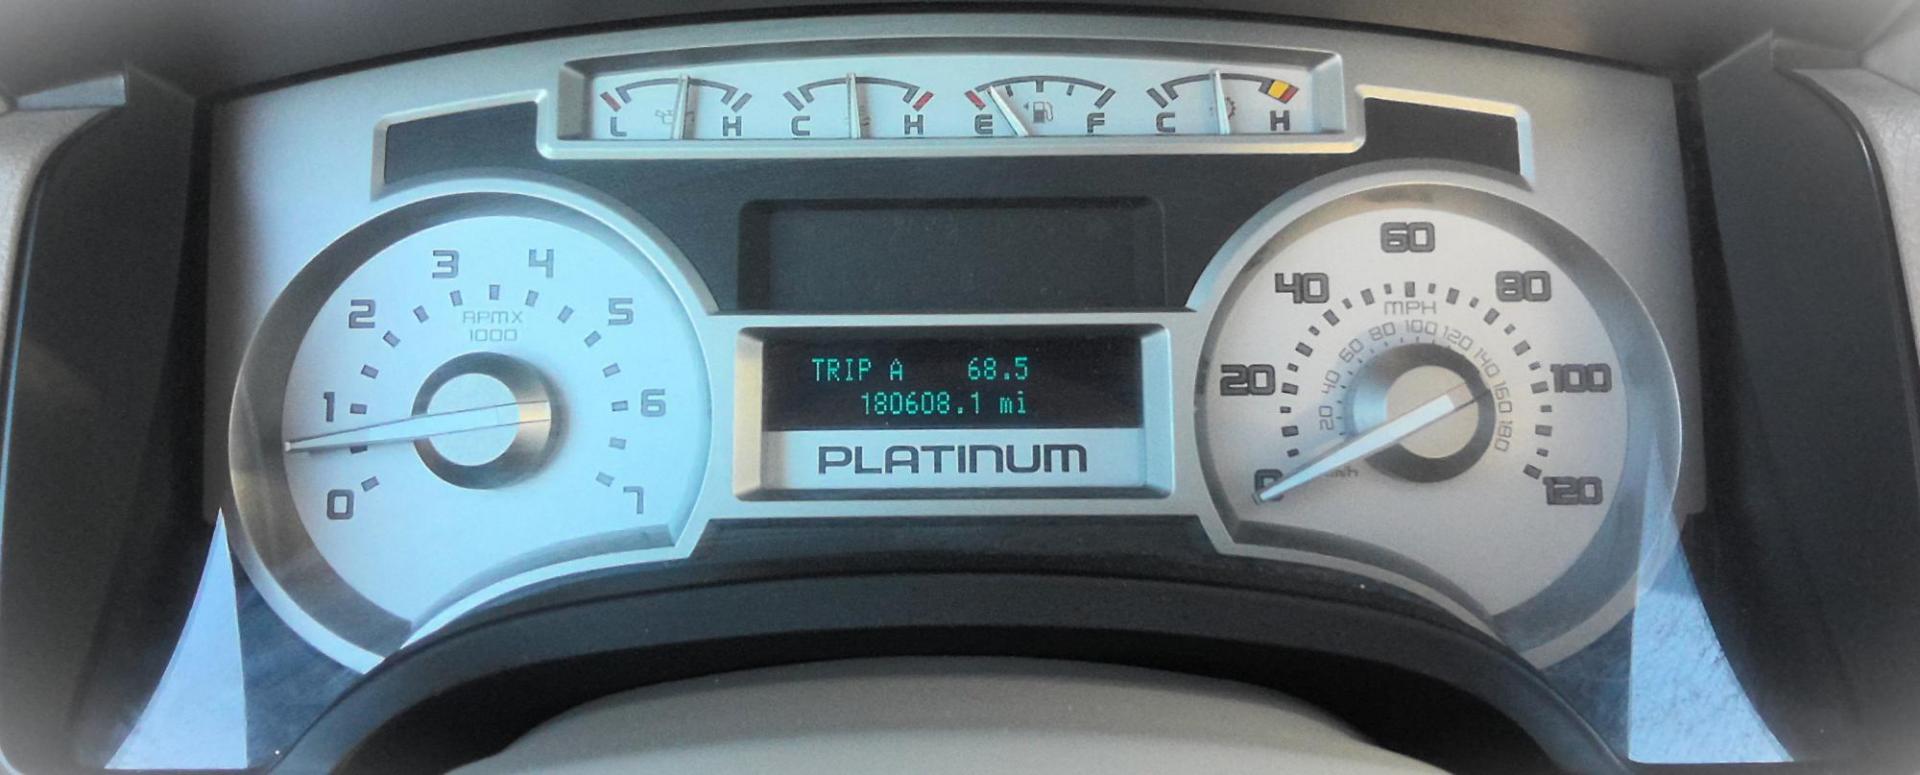 L H C H E F C H
0 1 2 3 4 5 6 7
RPMX
1000
TRIP A 68.5
180608.1 mi
PLATINUM
0 20 40 60 80 100 120
MPH
20 40 60 80 100 120 140 160 180